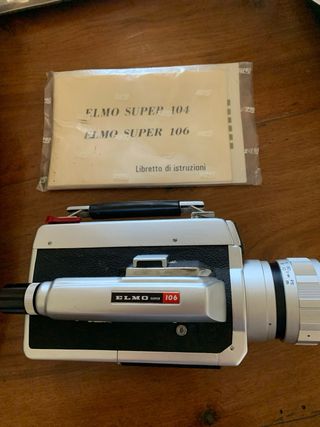 ELMO SUPER 104
ELMO SUPER 106
Libretto di istruzioni
ELMO SUPER 106